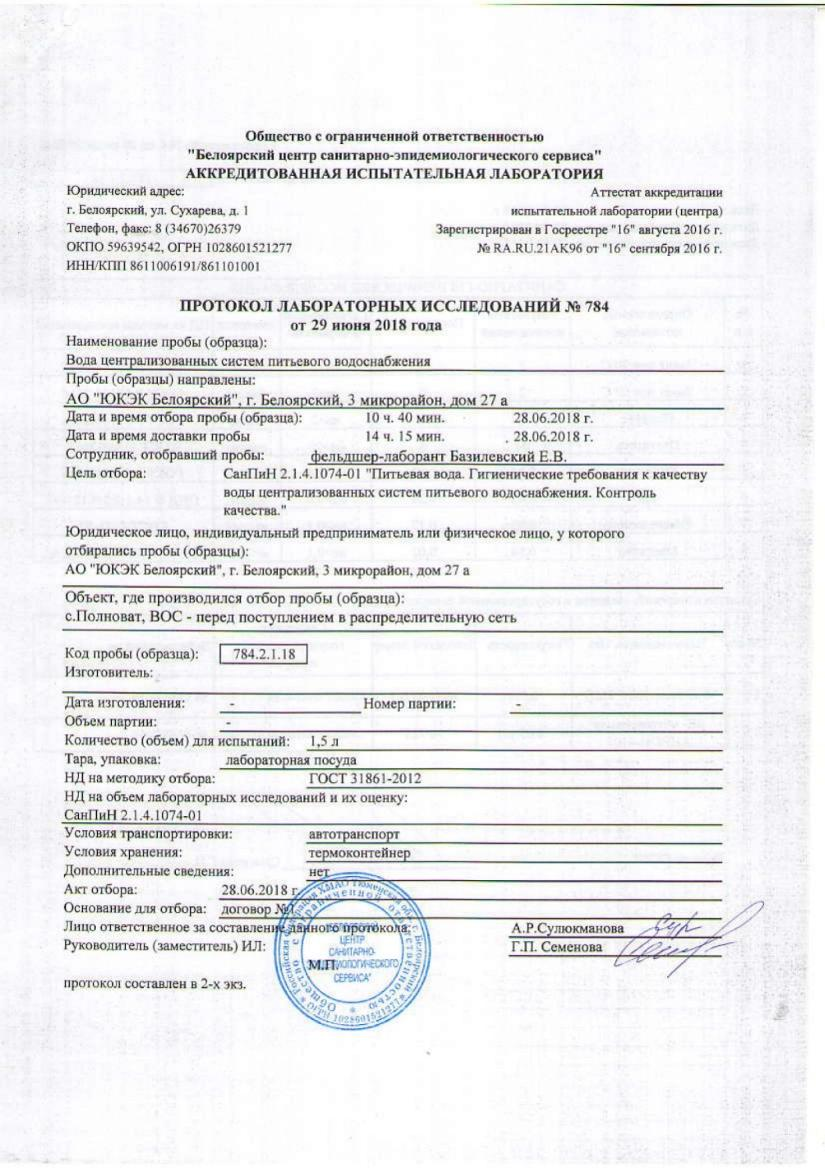 Общество с ограниченной ответственностью
"Белоярский центр санитарно-эпидемиологического сервиса"
АККРЕДИТОВАННАЯ ИСПЫТАТЕЛЬНАЯ ЛАБОРАТОРИЯ
Юридический адрес: Аттестат аккредитации
г. Белоярский, ул. Сухарева, д. 1 испытательной лаборатории (центра)
Телефон, факс: 8 (34670)26379 Зарегистрирован в Госреестре "16" августа 2016 г.
ОКПО 59639542, ОГРН 1028601521277 № RA.RU.21АК96 от "16" сентября 2016 г.
ИНН/КПП 8611006191/861101001
ПРОТОКОЛ ЛАБОРАТОРНЫХ ИССЛЕДОВАНИЙ № 784
от 29 июня 2018 года
Наименование пробы (образца):
Вода централизованных систем питьевого водоснабжения
Пробы (образцы) направлены:
АО "ЮКЭК Белоярский", г. Белоярский, 3 микрорайон, дом 27 а
Дата и время отбора пробы (образца): 10 ч. 40 мин. 28.06.2018 г.
Дата и время доставки пробы 14 ч. 15 мин. 28.06.2018 г.
Сотрудник, отобравший пробы: фельдшер-лаборант Базилевский Е.В.
Цель отбора: СанПиН 2.1.4.1074-01 "Питьевая вода. Гигиенические требования к качеству
воды централизованных систем питьевого водоснабжения. Контроль
качества."
Юридическое лицо, индивидуальный предприниматель или физическое лицо, у которого
отбирались пробы (образцы):
АО "ЮКЭК Белоярский", г. Белоярский, 3 микрорайон, дом 27 а
Объект, где производился отбор пробы (образца):
с.Полноват, ВОС - перед поступлением в распределительную сеть
Код пробы (образца): 784.2.1.18
Изготовитель:
Дата изготовления: - Номер партии: -
Объем партии: -
Количество (объем) для испытаний: 1,5 л
Тара, упаковка: лабораторная посуда
НД на методику отбора: ГОСТ 31861-2012
НД на объем лабораторных исследований и их оценку:
СанПиН 2.1.4.1074-01
Условия транспортировки: автотранспорт
Условия хранения: термоконтейнер
Дополнительные сведения: нет
Акт отбора: 28.06.2018 г.
Основание для отбора: договор №1
Лицо ответственное за составление данного протокола: А.Р.Сулюкманова
Руководитель (заместитель) ИЛ: Г.П. Семенова
М.П.
ЦЕНТР
САНИТАРНО-
ЭПИДЕМИОЛОГИЧЕСКОГО
СЕРВИСА"
Общество с ограниченной ответственностью
ОГРН 1028601521277
протокол составлен в 2-х экз.